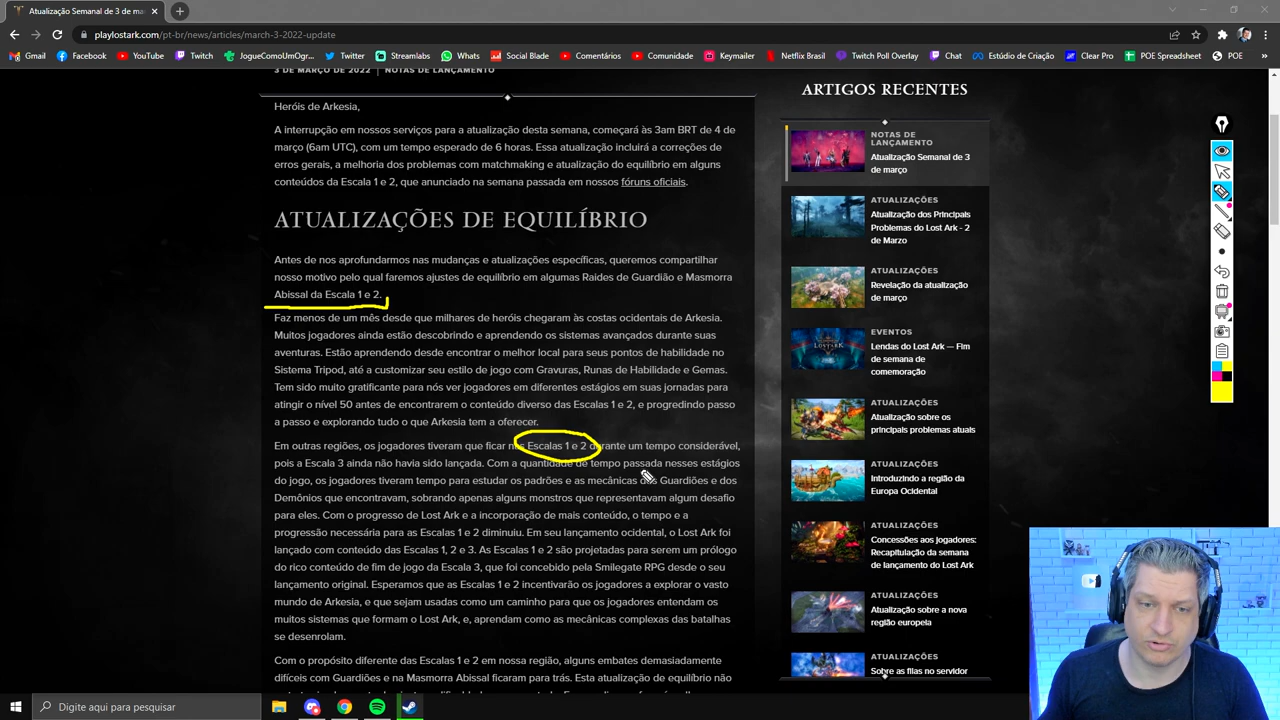 Atualização Semanal de 3 de mar
playlostark.com/pt-br/news/articles/march-3-2022-update
Gmail
Facebook
YouTube
Twitch
JogueComoUmOgr...
Twitter
Streamlabs
Whats
Social Blade
Comentários
Comunidade
Keymailer
Netflix Brasil
Twitch Poll Overlay
Chat
Estúdio de Criação
Clear Pro
POE Spreadsheet
POE
3 DE MARÇO DE 2022 | NOTAS DE LANÇAMENTO
Heróis de Arkesia,
A interrupção em nossos serviços para a atualização desta semana, começará às 3am BRT de 4 de
março (6am UTC), com um tempo esperado de 6 horas. Essa atualização incluirá a correções de
erros gerais, a melhoria dos problemas com matchmaking e atualização do equilíbrio em alguns
conteúdos da Escala 1 e 2, que anunciado na semana passada em nossos fóruns oficiais.
ATUALIZAÇÕES DE EQUILÍBRIO
Antes de nos aprofundarmos nas mudanças e atualizações específicas, queremos compartilhar
nosso motivo pelo qual faremos ajustes de equilíbrio em algumas Raides de Guardião e Masmorra
Abissal da Escala 1 e 2.
Faz menos de um mês desde que milhares de heróis chegaram às costas ocidentais de Arkesia.
Muitos jogadores ainda estão descobrindo e aprendendo os sistemas avançados durante suas
aventuras. Estão aprendendo desde encontrar o melhor local para seus pontos de habilidade no
Sistema Tripod, até a customizar seu estilo de jogo com Gravuras, Runas de Habilidade e Gemas.
Tem sido muito gratificante para nós ver jogadores em diferentes estágios em suas jornadas para
atingir o nível 50 antes de encontrarem o conteúdo diverso das Escalas 1 e 2, e progredindo passo
a passo e explorando tudo o que Arkesia tem a oferecer.
Em outras regiões, os jogadores tiveram que ficar nas Escalas 1 e 2 durante um tempo considerável,
pois a Escala 3 ainda não havia sido lançada. Com a quantidade de tempo passada nesses estágios
do jogo, os jogadores tiveram tempo para estudar os padrões e as mecânicas dos Guardiões e dos
Demônios que encontravam, sobrando apenas alguns monstros que representavam algum desafio
para eles. Com o progresso de Lost Ark e a incorporação de mais conteúdo, o tempo e a
progressão necessária para as Escalas 1 e 2 diminuiu. Em seu lançamento ocidental, o Lost Ark foi
lançado com conteúdo das Escalas 1, 2 e 3. As Escalas 1 e 2 são projetadas para serem um prólogo
do rico conteúdo de fim de jogo da Escala 3, que foi concebido pela Smilegate RPG desde o seu
lançamento original. Esperamos que as Escalas 1 e 2 incentivarão os jogadores a explorar o vasto
mundo de Arkesia, e que sejam usadas como um caminho para que os jogadores entendam os
muitos sistemas que formam o Lost Ark, e, aprendam como as mecânicas complexas das batalhas
se desenrolam.
Com o propósito diferente das Escalas 1 e 2 em nossa região, alguns embates demasiadamente
difíceis com Guardiões e na Masmorra Abissal ficaram para trás. Esta atualização de equilíbrio não
ARTIGOS RECENTES
NOTAS DE
LANÇAMENTO
Atualização Semanal de 3
de março
ATUALIZAÇÕES
Atualização dos Principais
Problemas do Lost Ark - 2
de Marzo
ATUALIZAÇÕES
Revelação da atualização
de março
EVENTOS
Lendas do Lost Ark — Fim
de semana de
comemoração
ATUALIZAÇÕES
Atualização sobre os
principais problemas atuais
ATUALIZAÇÕES
Introduzindo a região da
Europa Ocidental
ATUALIZAÇÕES
Concessões aos jogadores:
Recapitulação da semana
de lançamento do Lost Ark
ATUALIZAÇÕES
Atualização sobre a nova
região europeia
ATUALIZAÇÕES
Sobre as filas no servidor
Digite aqui para pesquisar